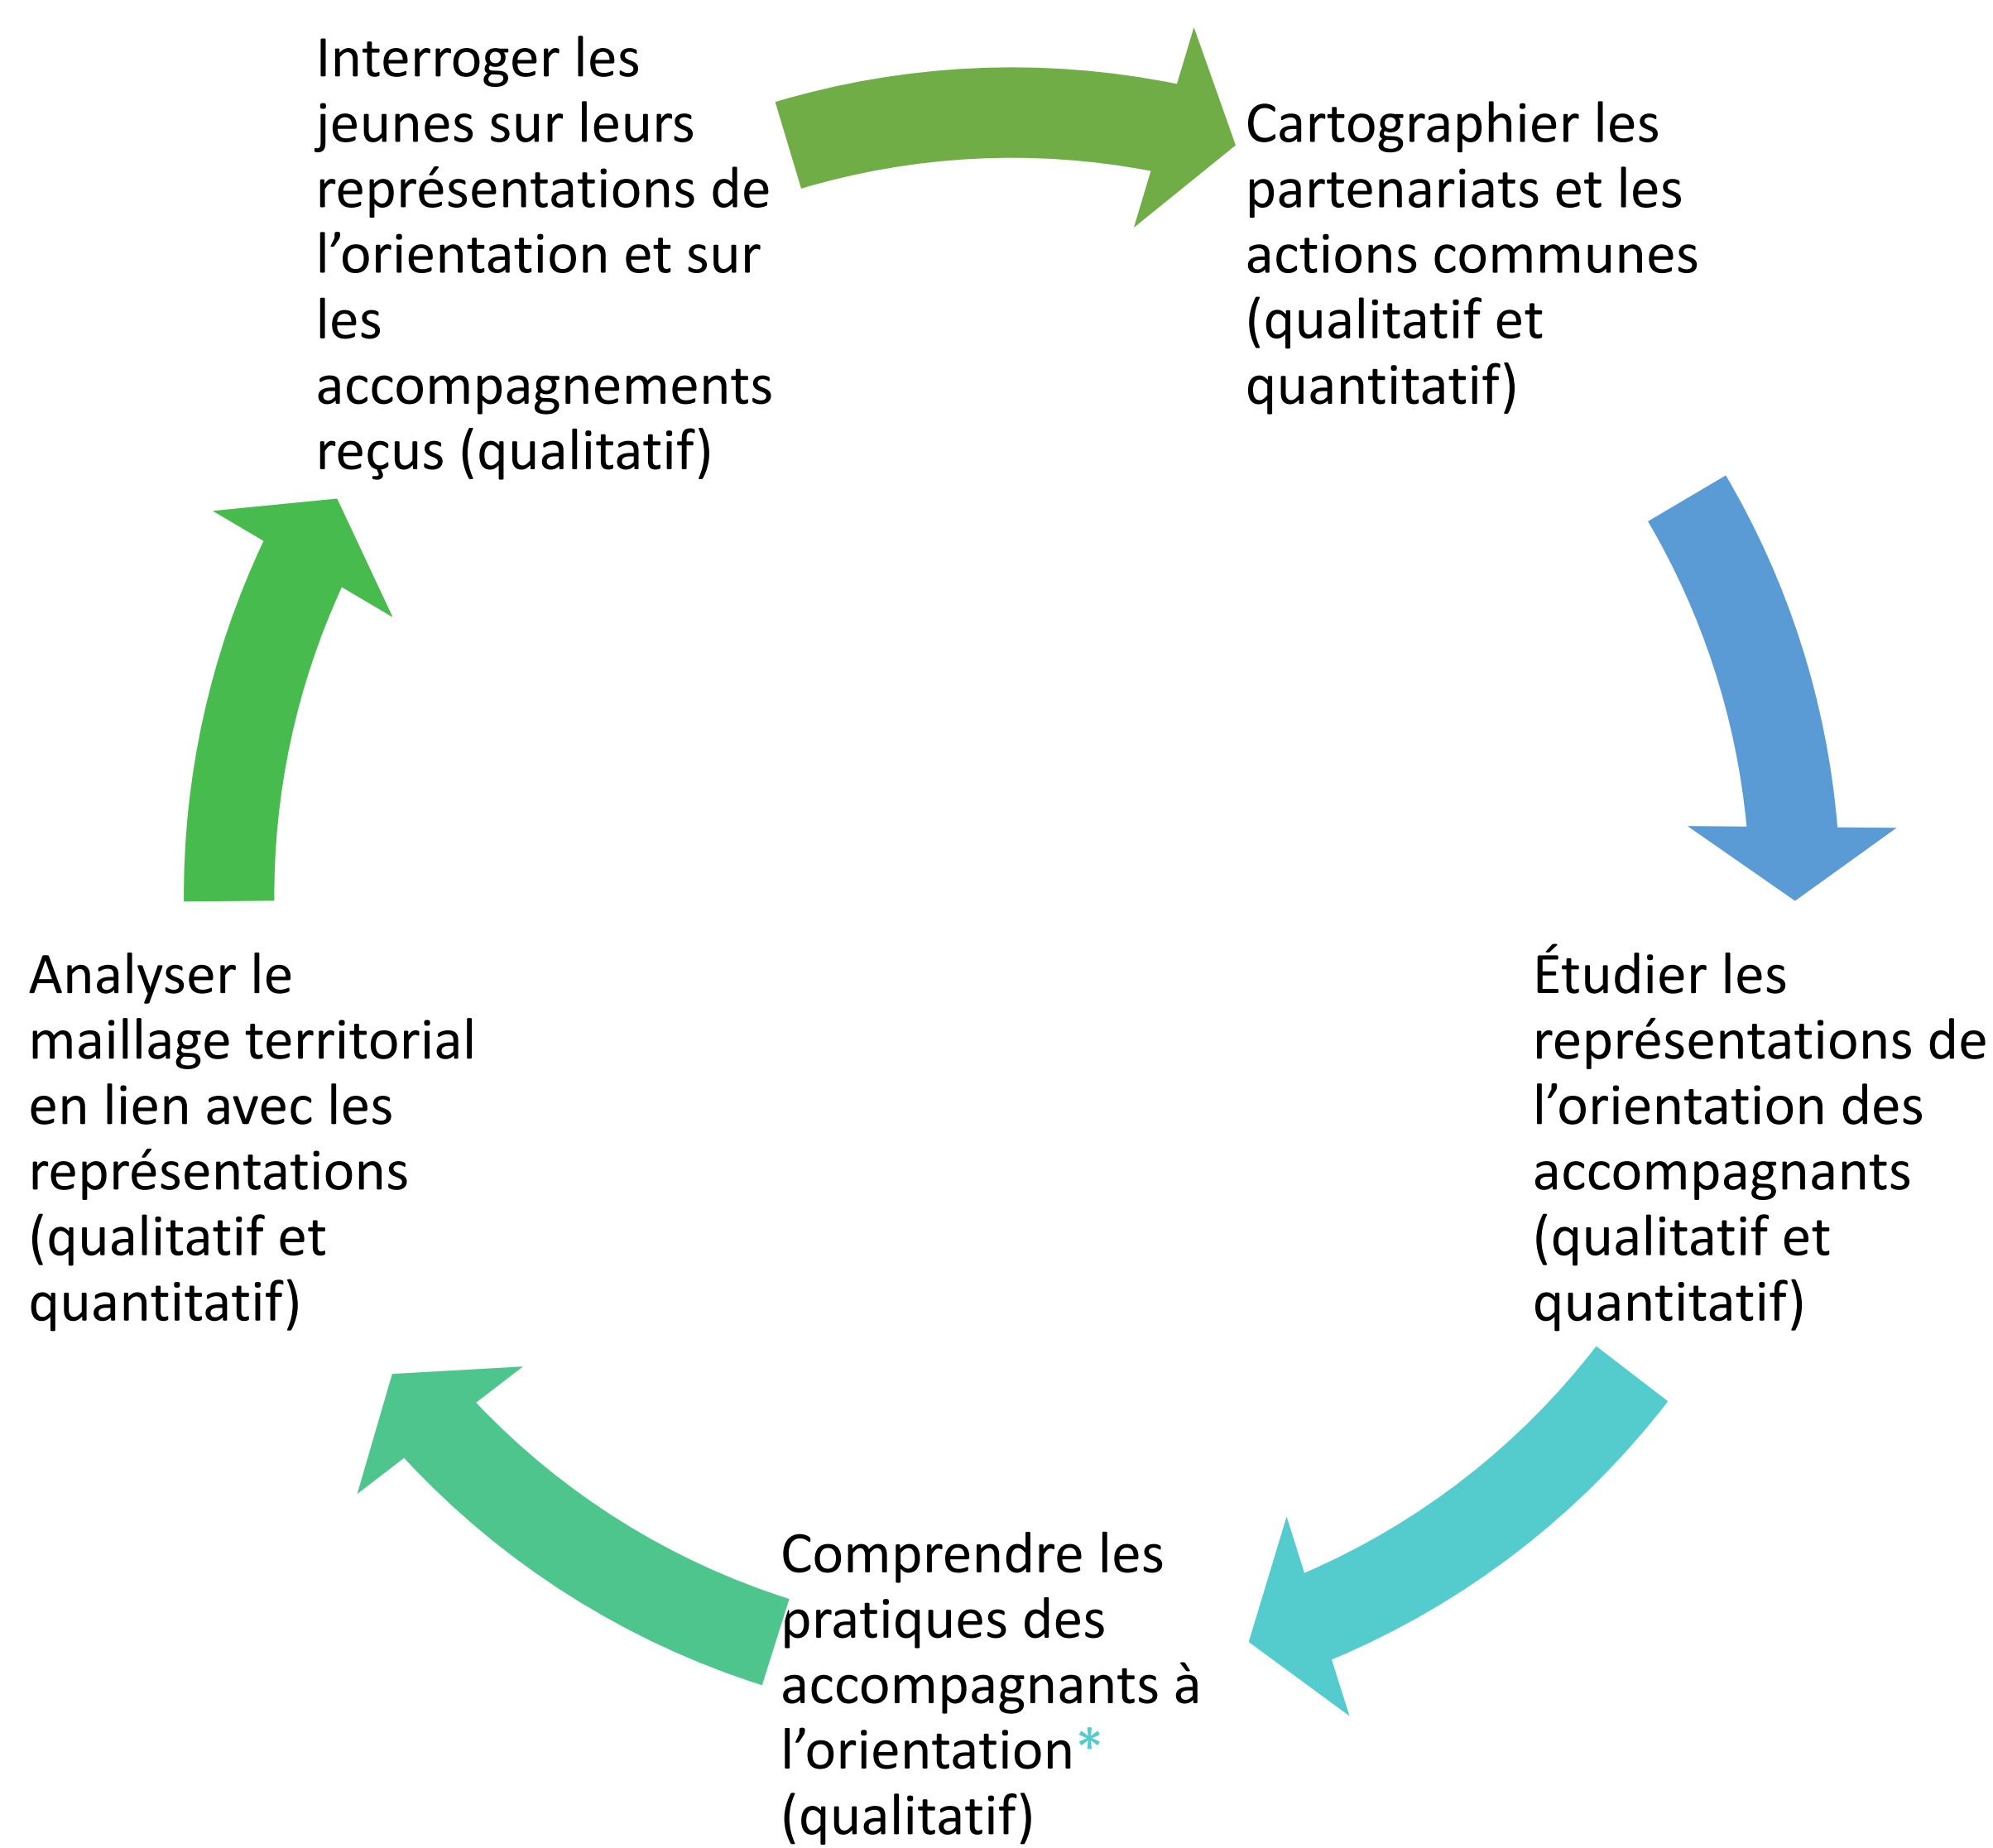 Interroger les
jeunes sur leurs
représentations de
l’orientation et sur
les
accompagnements
reçus (qualitatif)
Cartographier les
partenariats et les
actions communes
(qualitatif et
quantitatif)
Étudier les
représentations de
l’orientation des
accompagnants
(qualitatif et
quantitatif)
Comprendre les
pratiques des
accompagnants à
l’orientation*
(qualitatif)
Analyser le
maillage territorial
en lien avec les
représentations
(qualitatif et
quantitatif)